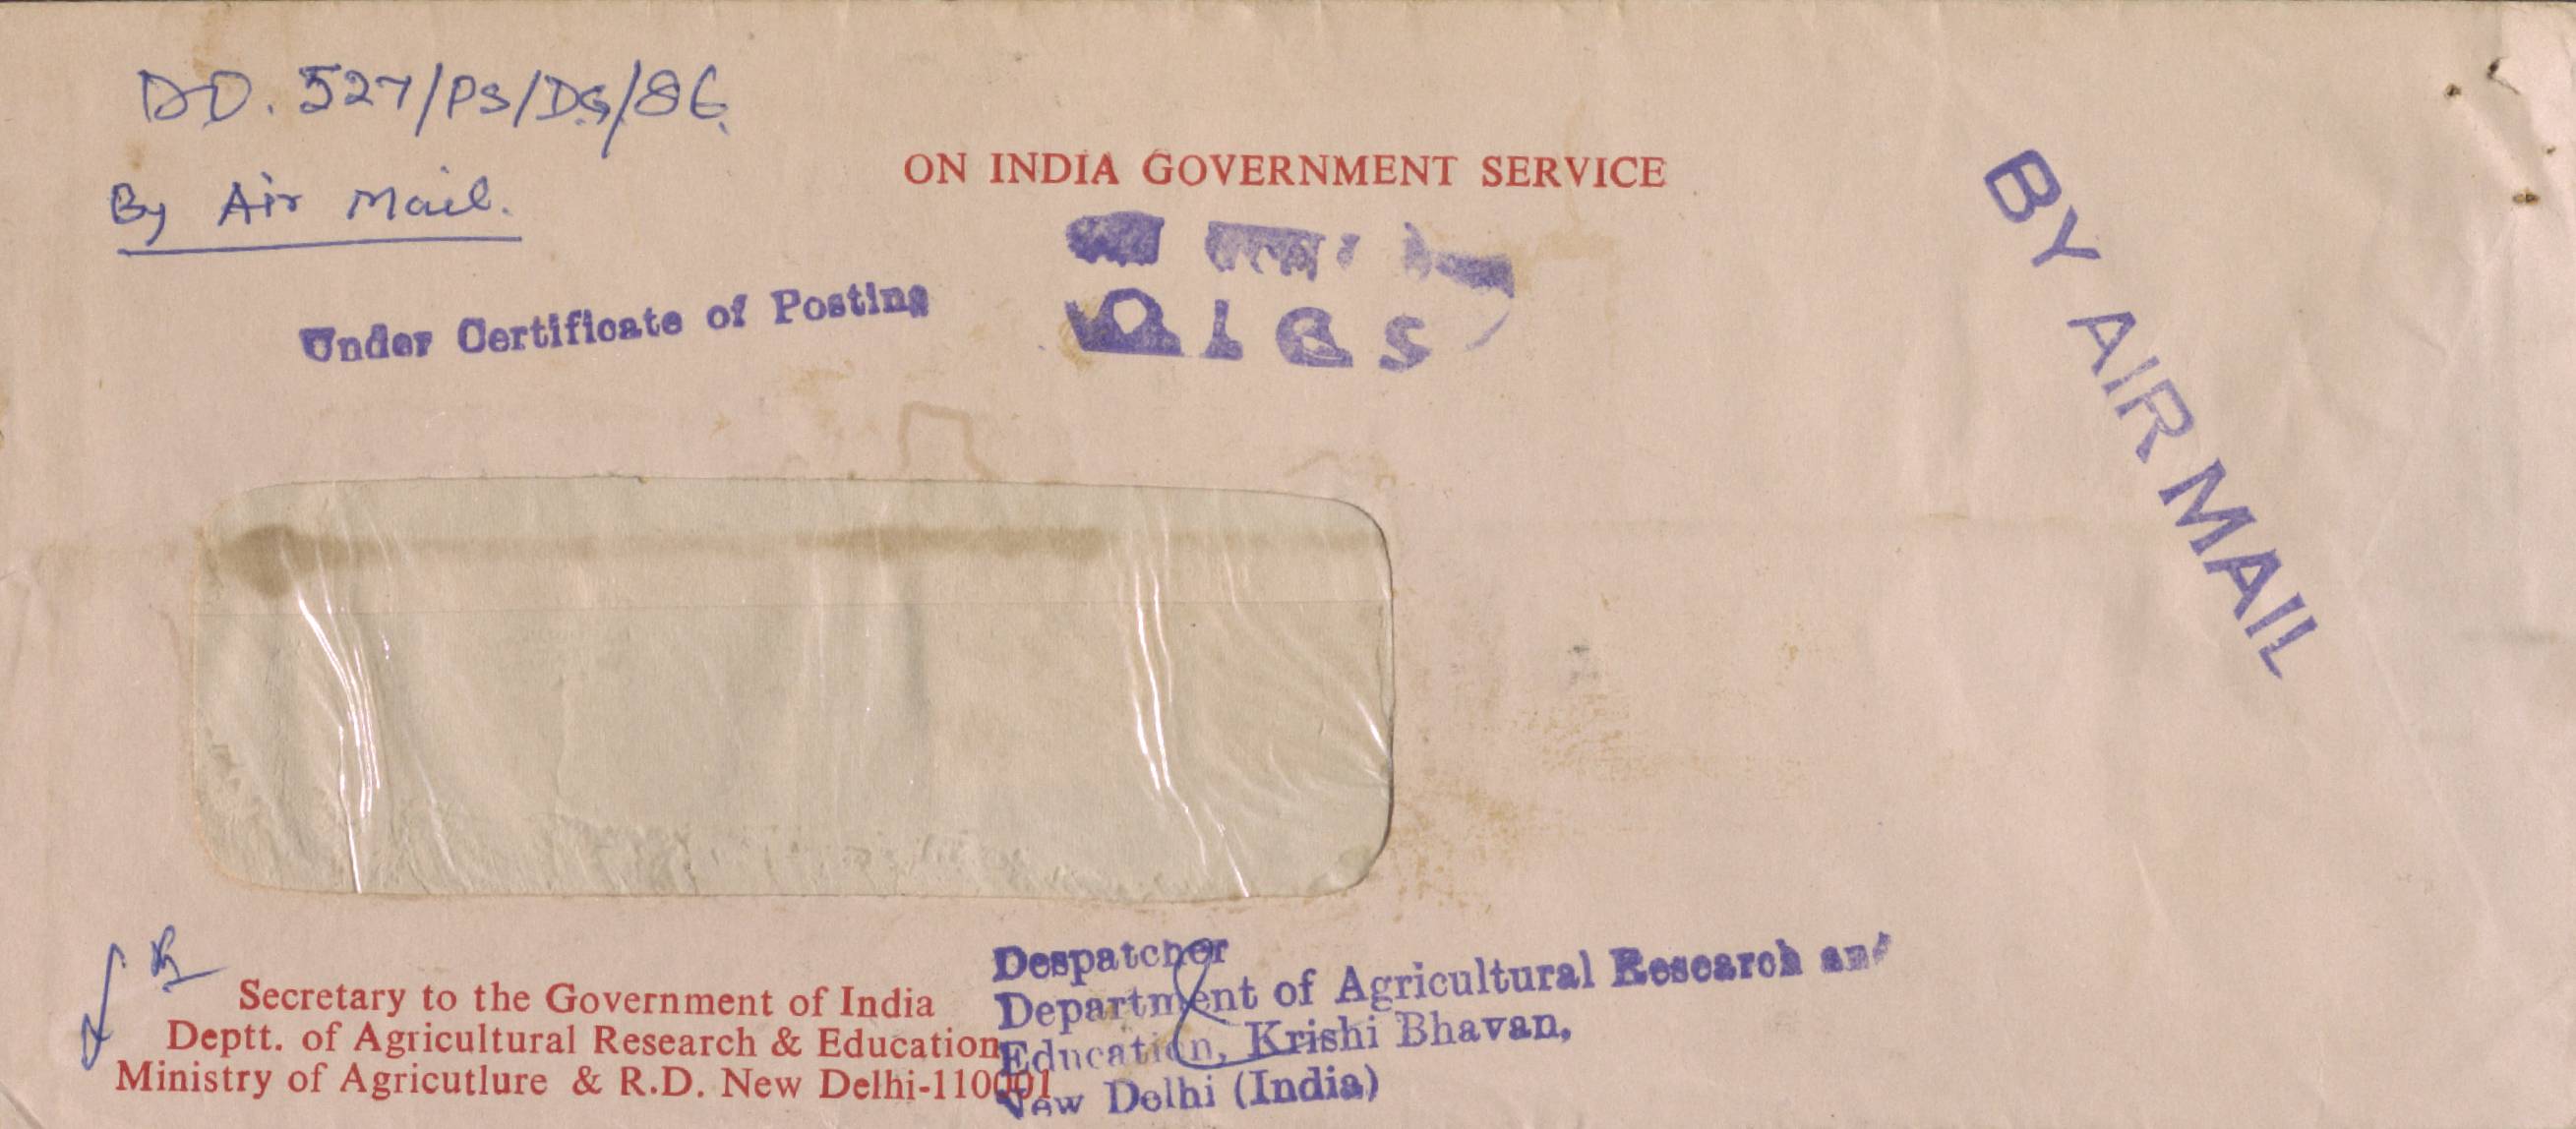 DO. 527/PS/DG/86
By Air Mail.
ON INDIA GOVERNMENT SERVICE
Under Certificate of Posting
BY AIR MAIL
Secretary to the Government of India
Deptt. of Agricultural Research & Education
Ministry of Agricutlure & R.D. New Delhi-110001
Despatcher
Department of Agricultural Research and
Education, Krishi Bhavan,
New Delhi (India)